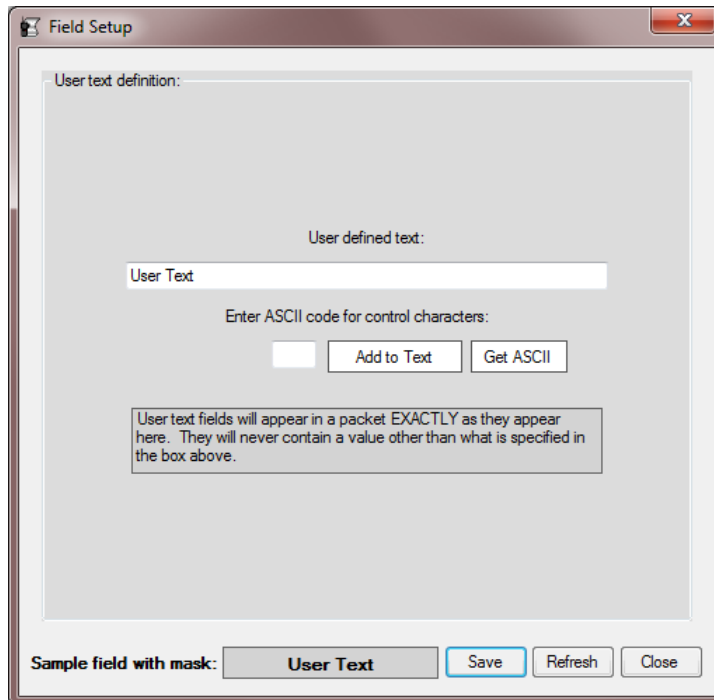 Field Setup
User text definition:
User defined text:
User Text
Enter ASCII code for control characters:
Add to Text Get ASCII
User text fields will appear in a packet EXACTLY as they appear
here. They will never contain a value other than what is specified in
the box above.
Sample field with mask: User Text Save Refresh Close